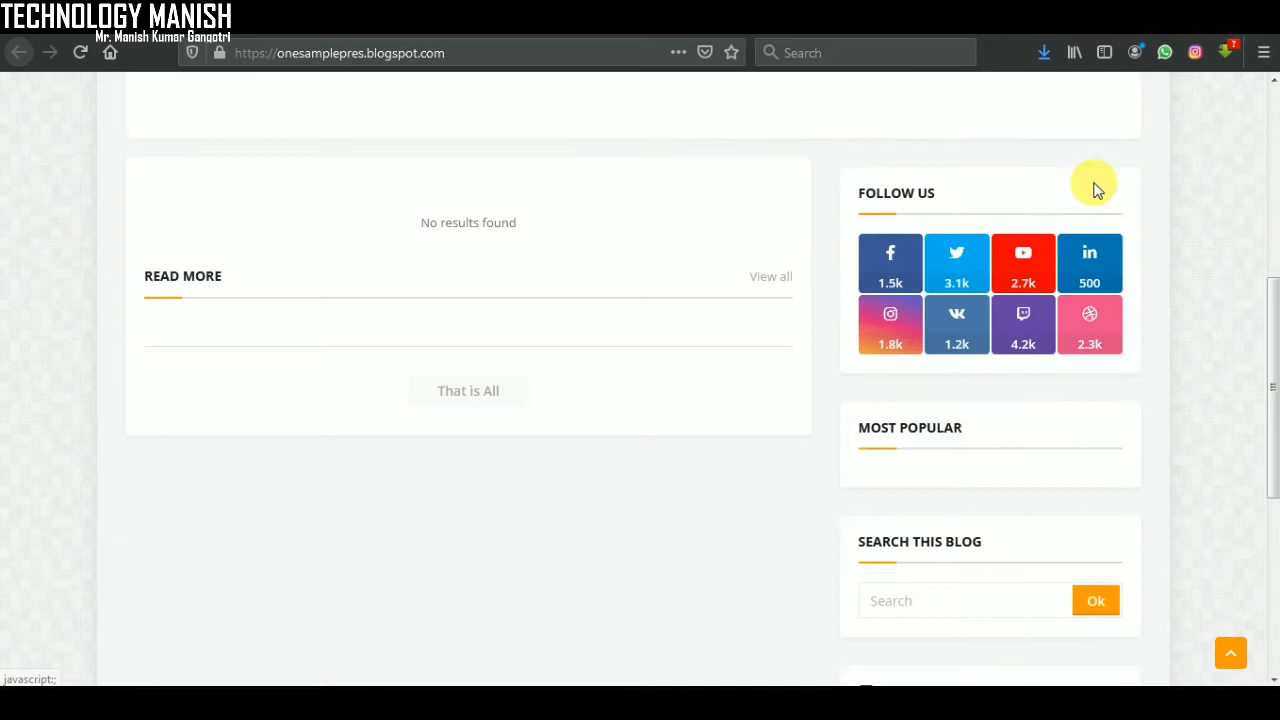 TECHNOLOGY MANISH
Mr. Manish Kumar Gangotri
https://onesamplepres.blogspot.com
Search
?
FOLLOW US
No results found
1.5k
3.1k
2.7k
500
READ MORE
View all
1.8k
1.2k
4.2k
2.3k
That is All
MOST POPULAR
SEARCH THIS BLOG
Search
Ok
javascript:;